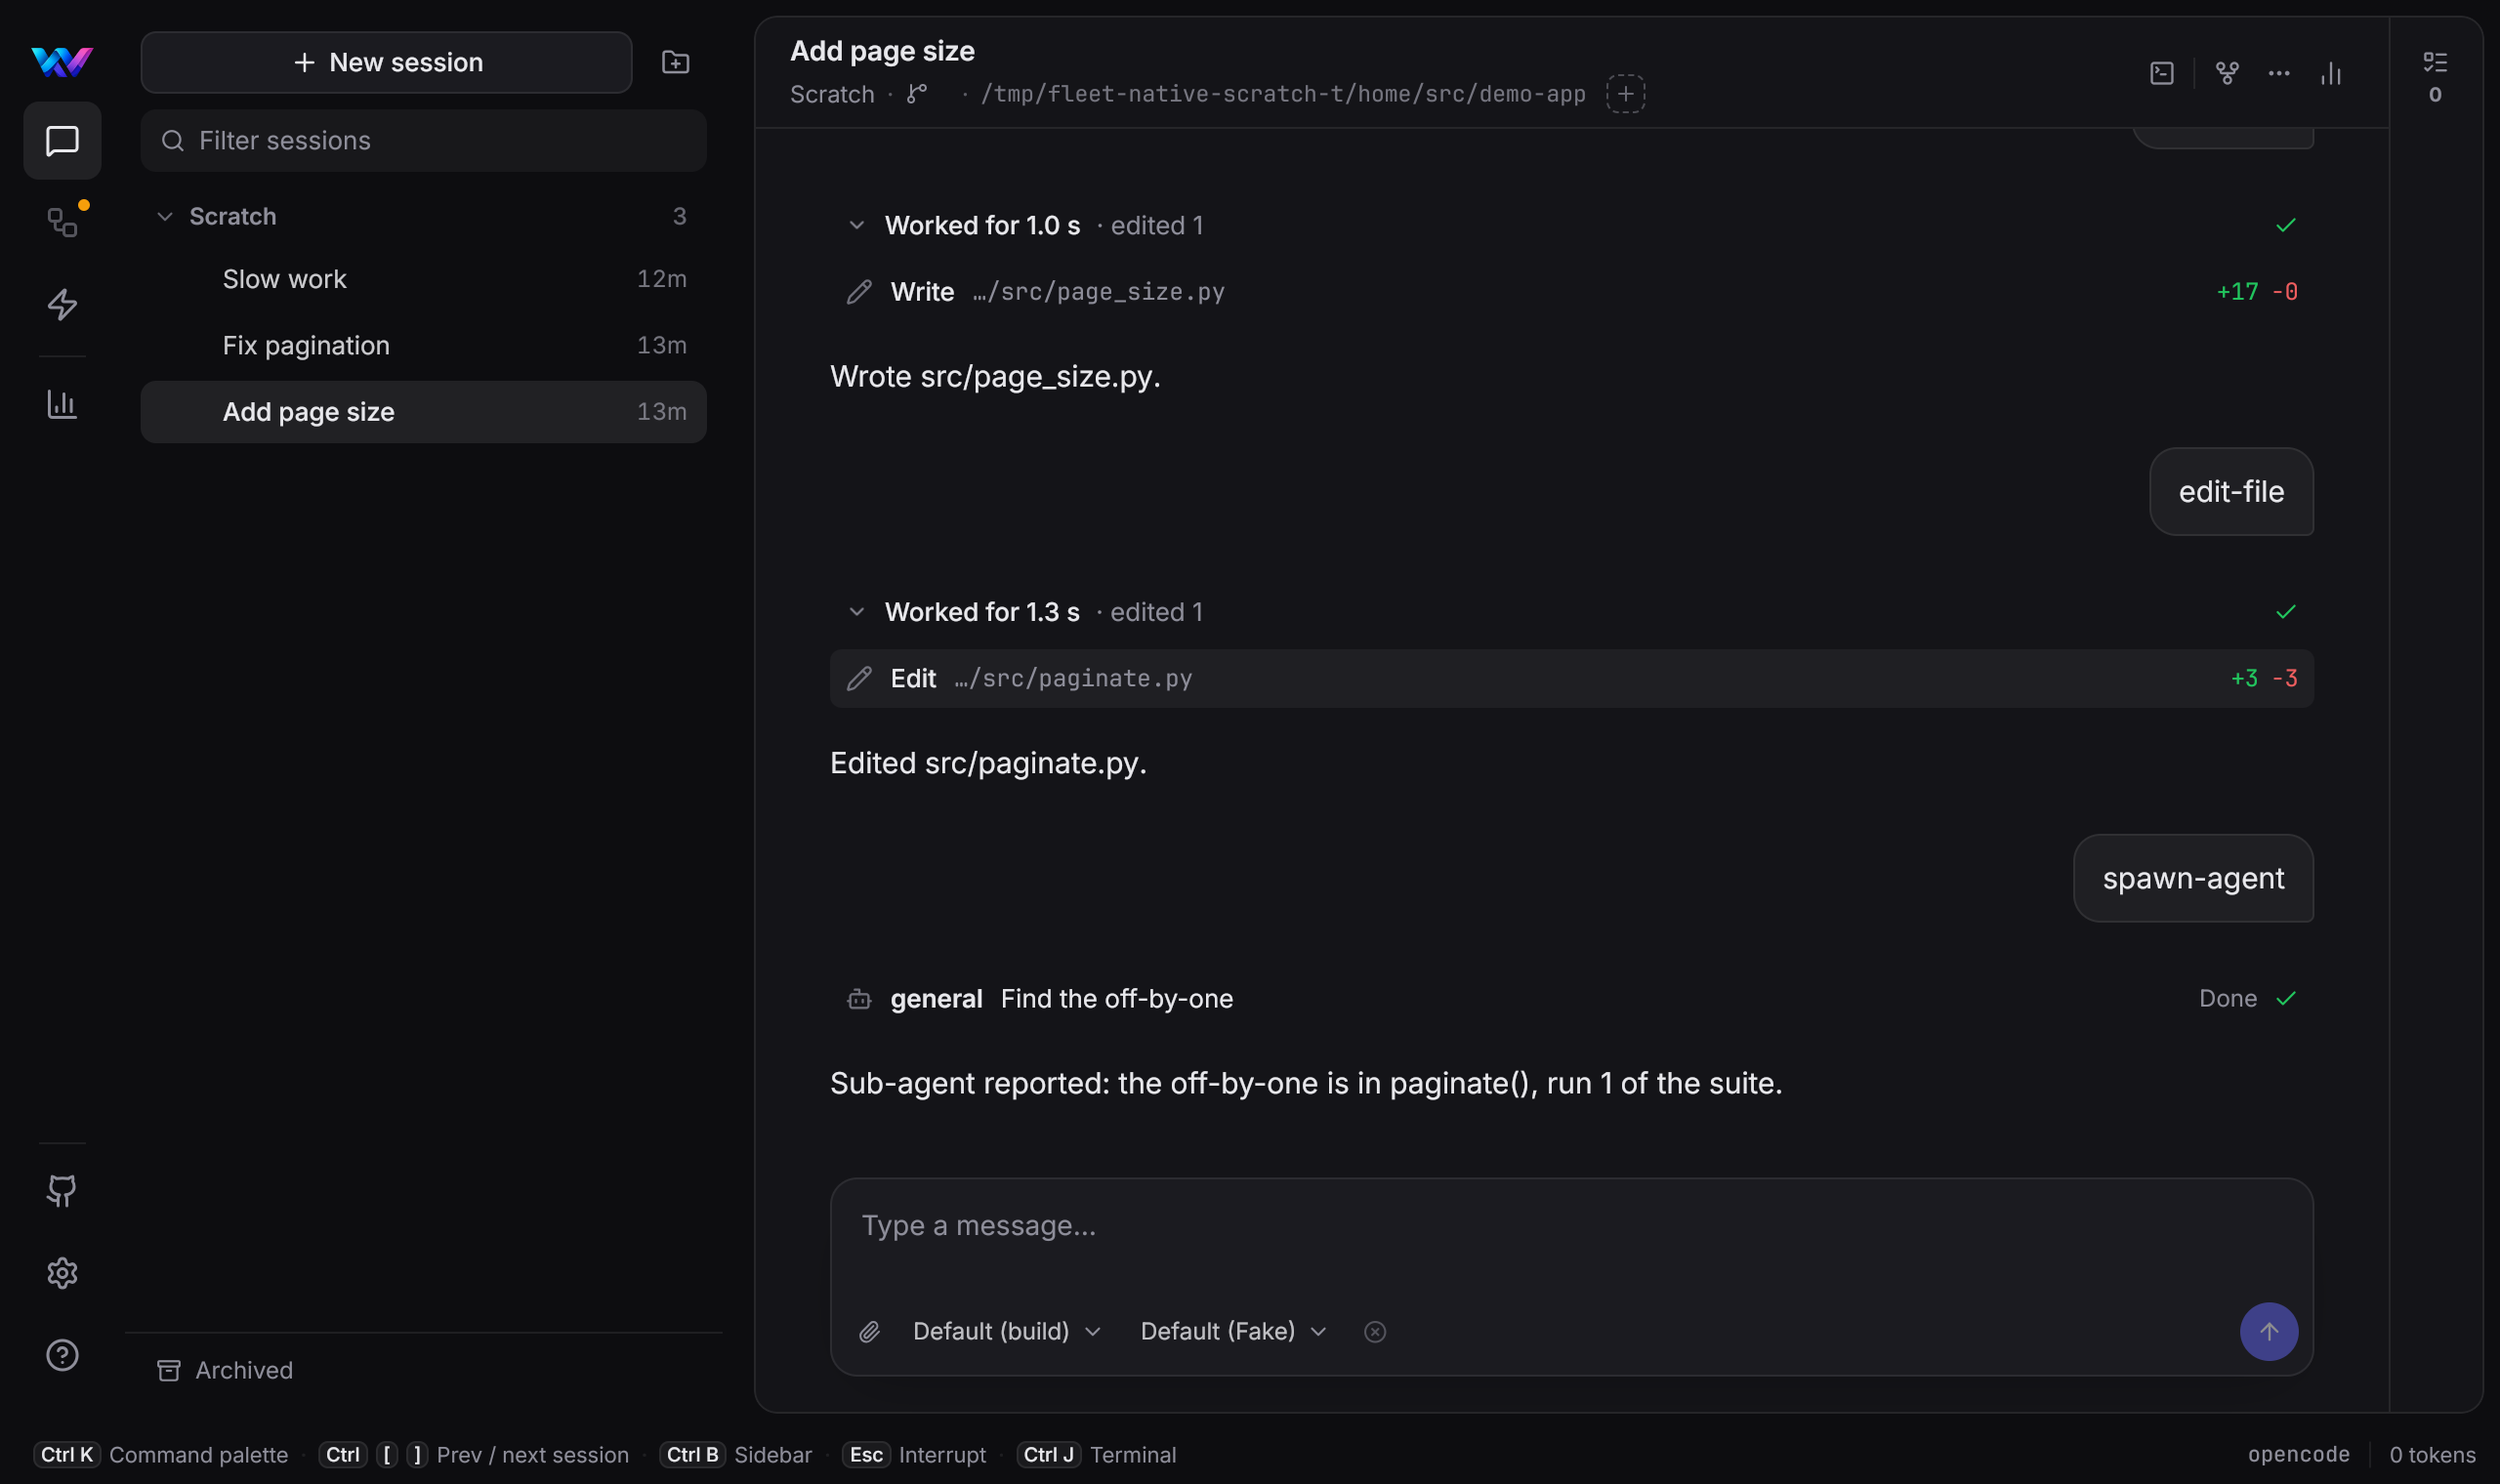 New session
Filter sessions
Scratch 3
Slow work 12m
Fix pagination 13m
Add page size 13m
Archived
Add page size
Scratch · · /tmp/fleet-native-scratch-t/home/src/demo-app
0
Worked for 1.0 s · edited 1
Write …/src/page_size.py +17 -0
Wrote src/page_size.py.
edit-file
Worked for 1.3 s · edited 1
Edit …/src/paginate.py +3 -3
Edited src/paginate.py.
spawn-agent
general Find the off-by-one Done
Sub-agent reported: the off-by-one is in paginate(), run 1 of the suite.
Type a message...
Default (build) Default (Fake)
Ctrl K Command palette · Ctrl [ ] Prev / next session · Ctrl B Sidebar · Esc Interrupt · Ctrl J Terminal opencode 0 tokens